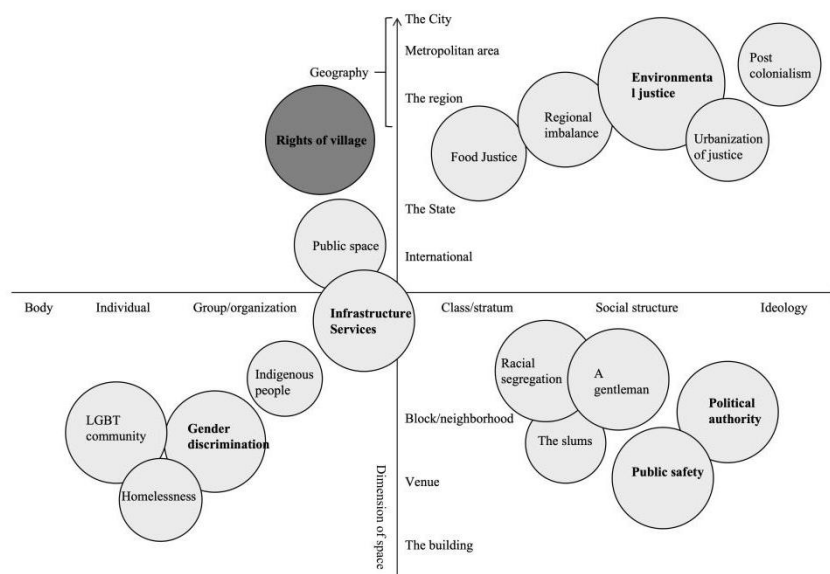 The City
Metropolitan area
Geography
The region
Environmenta
l justice
Post
colonialism
Rights of village
Food Justice
Regional
imbalance
Urbanization
of justice
The State
Public space
International
Body
Individual
Group/organization
Class/stratum
Social structure
Ideology
Infrastructure
Services
Indigenous
people
LGBT
community
Gender
discrimination
Homelessness
Racial
segregation
A
gentleman
Block/neighborhood
The slums
Political
authority
Public safety
Venue
The building
Dimension
of space